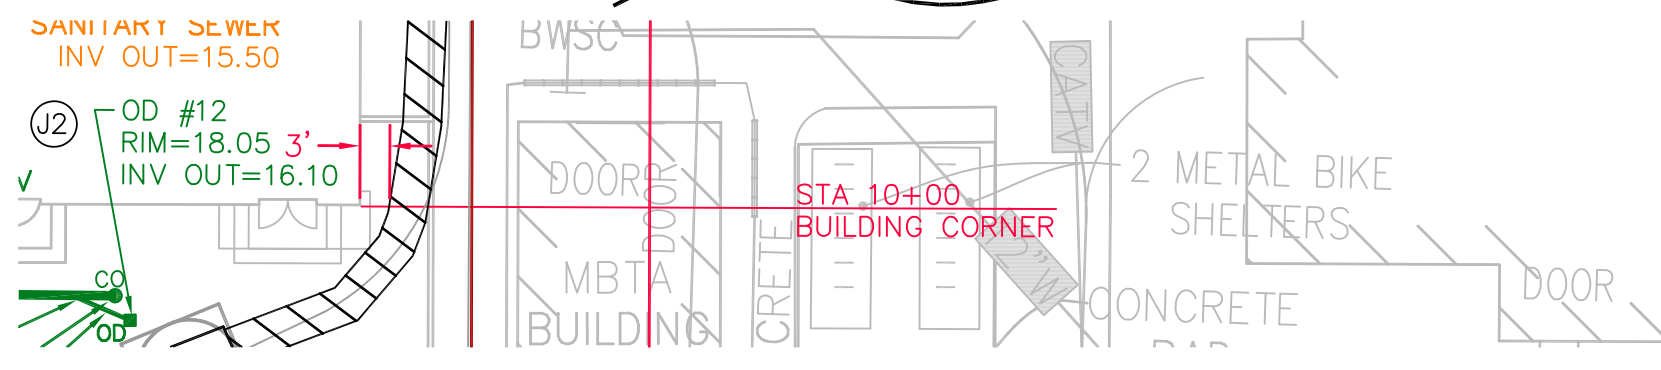 SANITARY SEWER
INV OUT=15.50
J2
OD #12
RIM=18.05
INV OUT=16.10
3'
CO
OD
BWSC
DOOR
DOOR
MBTA
BUILDING
CRETE
STA 10+00
BUILDING CORNER
CATV
12"W
2 METAL BIKE
SHELTERS
CONCRETE
DOOR